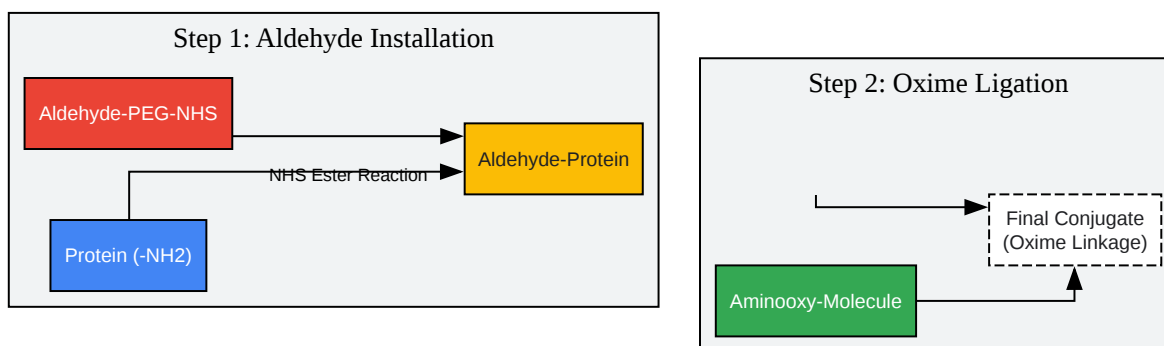 Step 1: Aldehyde Installation
Aldehyde-PEG-NHS
Aldehyde-Protein
NHS Ester Reaction
Protein (-NH2)
Step 2: Oxime Ligation
Final Conjugate
(Oxime Linkage)
Aminooxy-Molecule